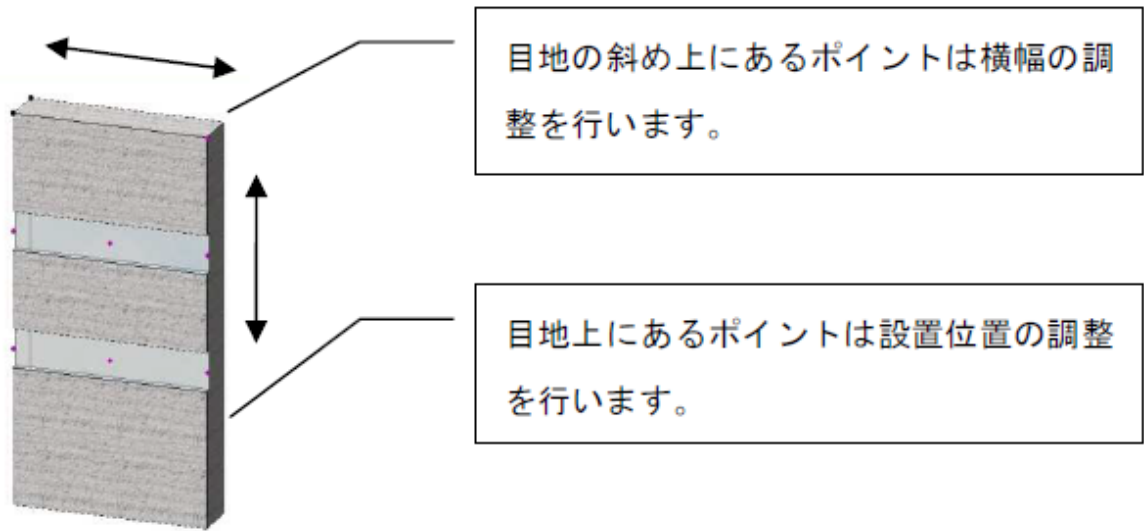 目地の斜め上にあるポイントは横幅の調
整を行います。
目地上にあるポイントは設置位置の調整
を行います。